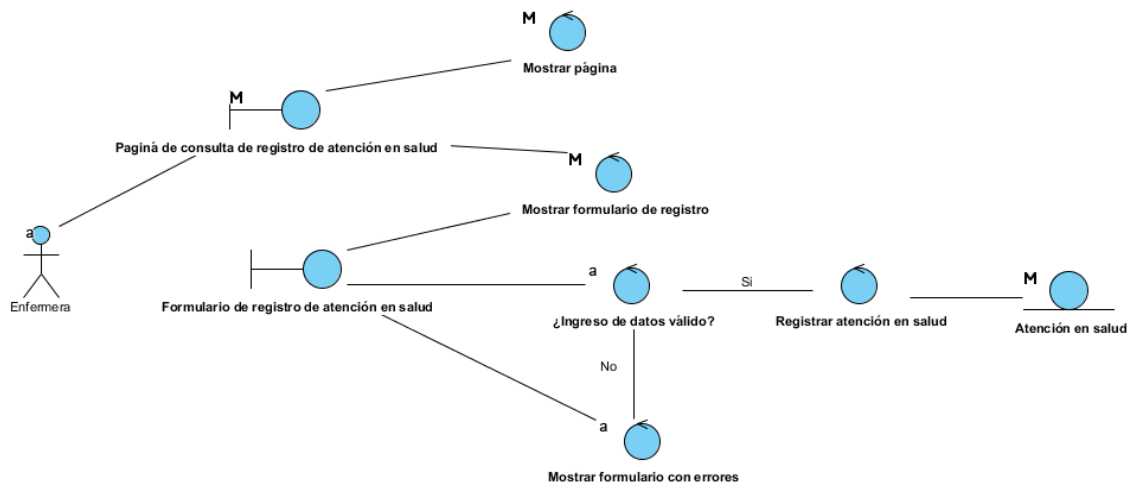 M
Mostrar página
M
Paginá de consulta de registro de atención en salud
M
Mostrar formulario de registro
a
Enfermera
Formulario de registro de atención en salud
a
¿Ingreso de datos válido?
Si
Registrar atención en salud
M
Atención en salud
No
a
Mostrar formulario con errores